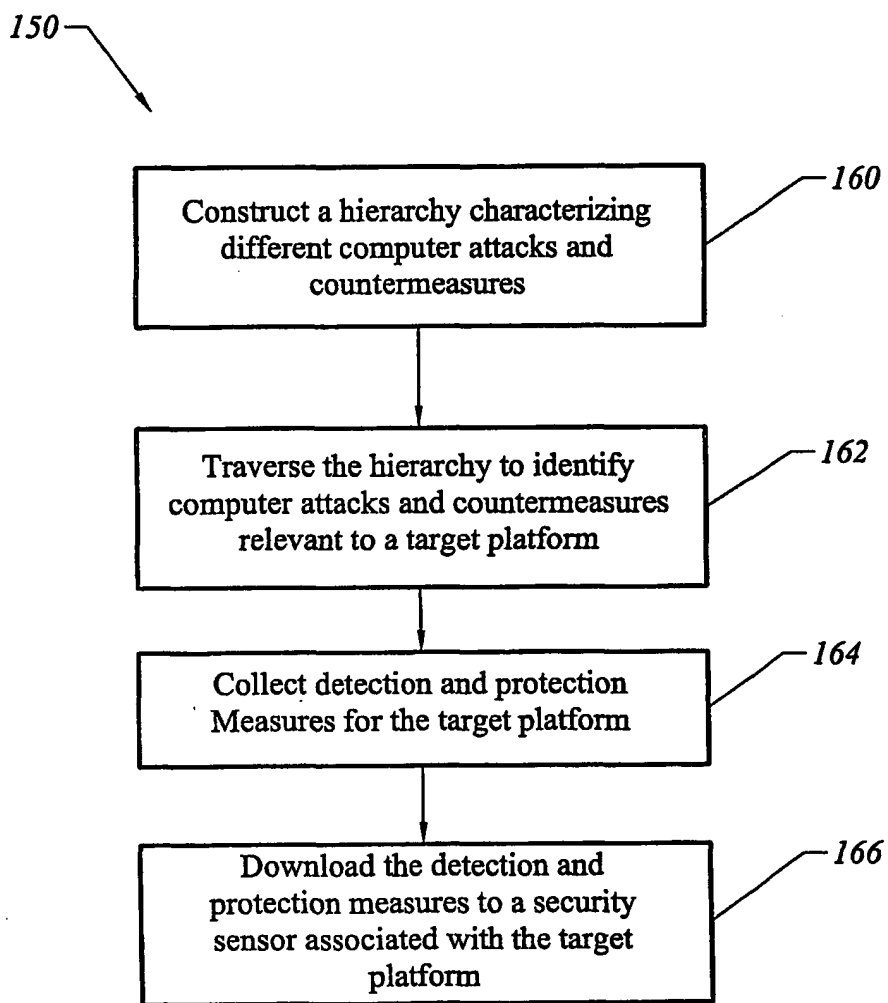 150
160
Construct a hierarchy characterizing
different computer attacks and
countermeasures
162
Traverse the hierarchy to identify
computer attacks and countermeasures
relevant to a target platform
164
Collect detection and protection
Measures for the target platform
166
Download the detection and
protection measures to a security
sensor associated with the target
platform